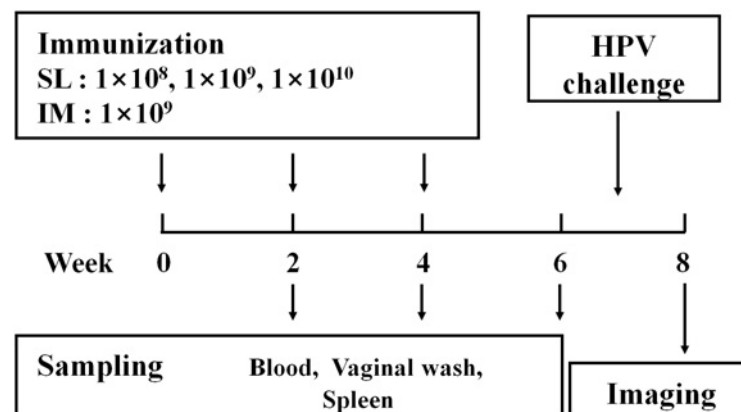 Immunization
SL : 1×10⁸, 1×10⁹, 1×10¹⁰
IM : 1×10⁹
HPV
challenge
Week 0 2 4 6 8
Sampling Blood, Vaginal wash,
Spleen
Imaging